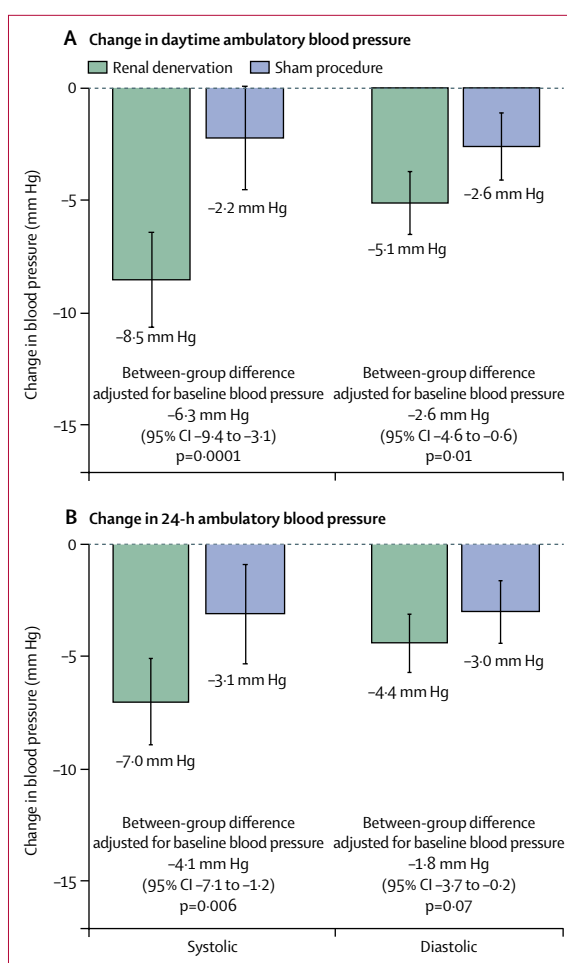 A Change in daytime ambulatory blood pressure
Renal denervation Sham procedure
Change in blood pressure (mm Hg)
0
–5
–10
–15
–8·5 mm Hg
–2·2 mm Hg
–5·1 mm Hg
–2·6 mm Hg
Between-group difference
adjusted for baseline blood pressure
–6·3 mm Hg
(95% CI –9·4 to –3·1)
p=0·0001
Between-group difference
adjusted for baseline blood pressure
–2·6 mm Hg
(95% CI –4·6 to –0·6)
p=0·01
B Change in 24-h ambulatory blood pressure
Change in blood pressure (mm Hg)
0
–5
–10
–15
–7·0 mm Hg
–3·1 mm Hg
–4·4 mm Hg
–3·0 mm Hg
Between-group difference
adjusted for baseline blood pressure
–4·1 mm Hg
(95% CI –7·1 to –1·2)
p=0·006
Between-group difference
adjusted for baseline blood pressure
–1·8 mm Hg
(95% CI –3·7 to –0·2)
p=0·07
Systolic
Diastolic